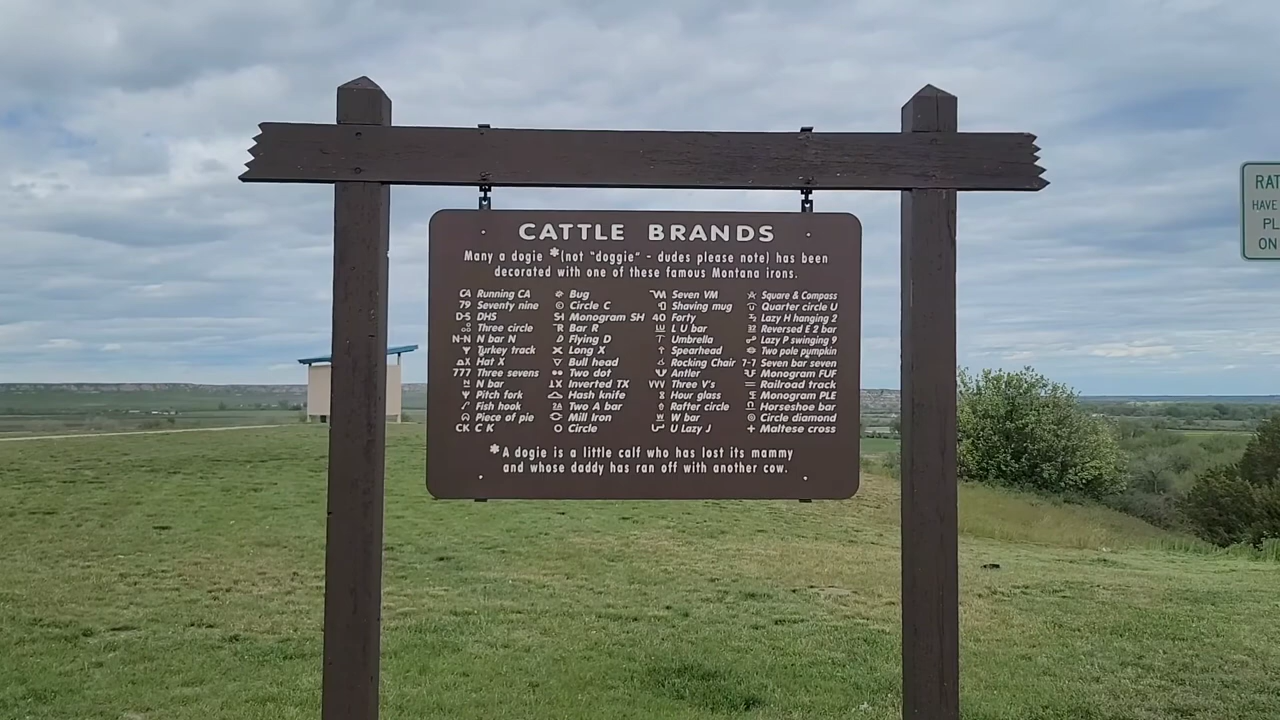 CATTLE BRANDS
Many a dogie *(not "doggie" - dudes please note) has been
decorated with one of these famous Montana irons.
CA Running CA
79 Seventy nine
D-S DHS
Three circle
N-N N bar N
Turkey track
Hat X
777 Three sevens
N bar
Pitch fork
Fish hook
Piece of pie
CK C K
Bug
Circle C
Monogram SH
Bar R
Flying D
Long X
Bull head
Two dot
Inverted TX
Hash knife
Two A bar
Mill Iron
Circle
Seven VM
Shaving mug
40 Forty
L U bar
Umbrella
Spearhead
Rocking Chair
Antler
VVV Three V's
Hour glass
Rafter circle
W bar
U Lazy J
Square & Compass
Quarter circle U
Lazy H hanging 2
Reversed E 2 bar
Lazy P swinging 9
Two pole pumpkin
7-7 Seven bar seven
Monogram FUF
Railroad track
Monogram PLE
Horseshoe bar
Circle diamond
Maltese cross
*A dogie is a little calf who has lost its mammy
and whose daddy has ran off with another cow.
RAT
HAVE
PL
ON